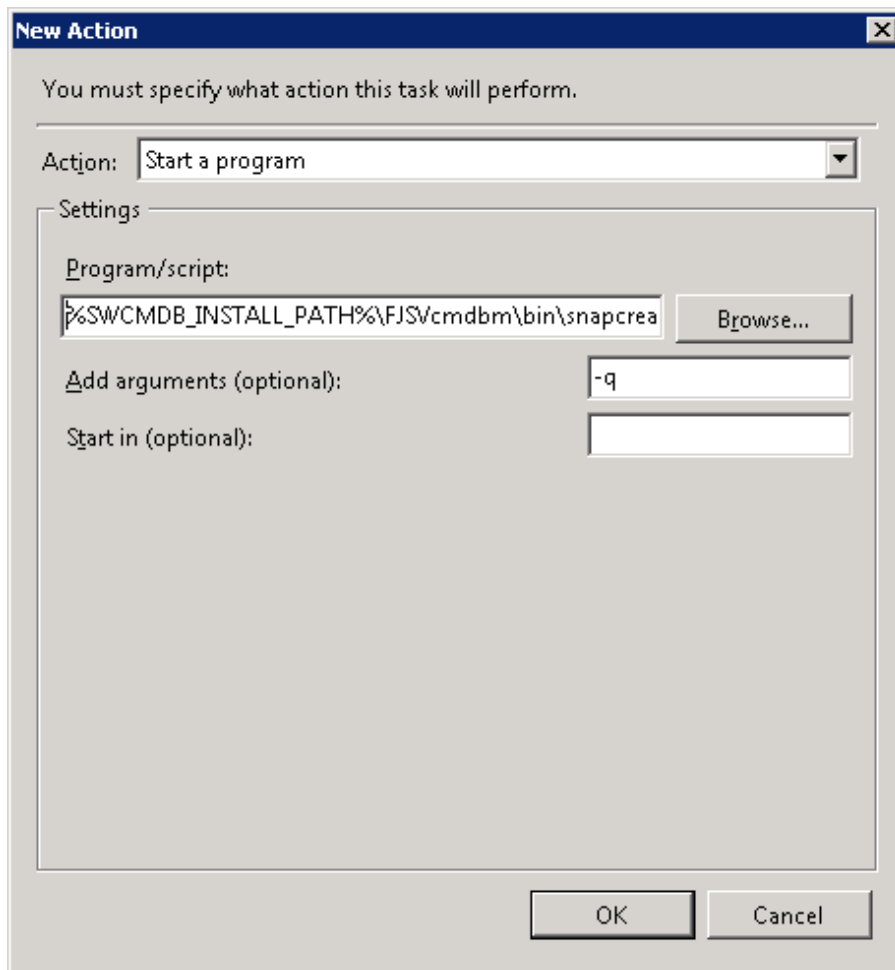 New Action
You must specify what action this task will perform.
Action: Start a program
Settings
Program/script:
%SWCMDB_INSTALL_PATH%\FJSVcmdbm\bin\snapcrea Browse...
Add arguments (optional): -q
Start in (optional):
OK Cancel